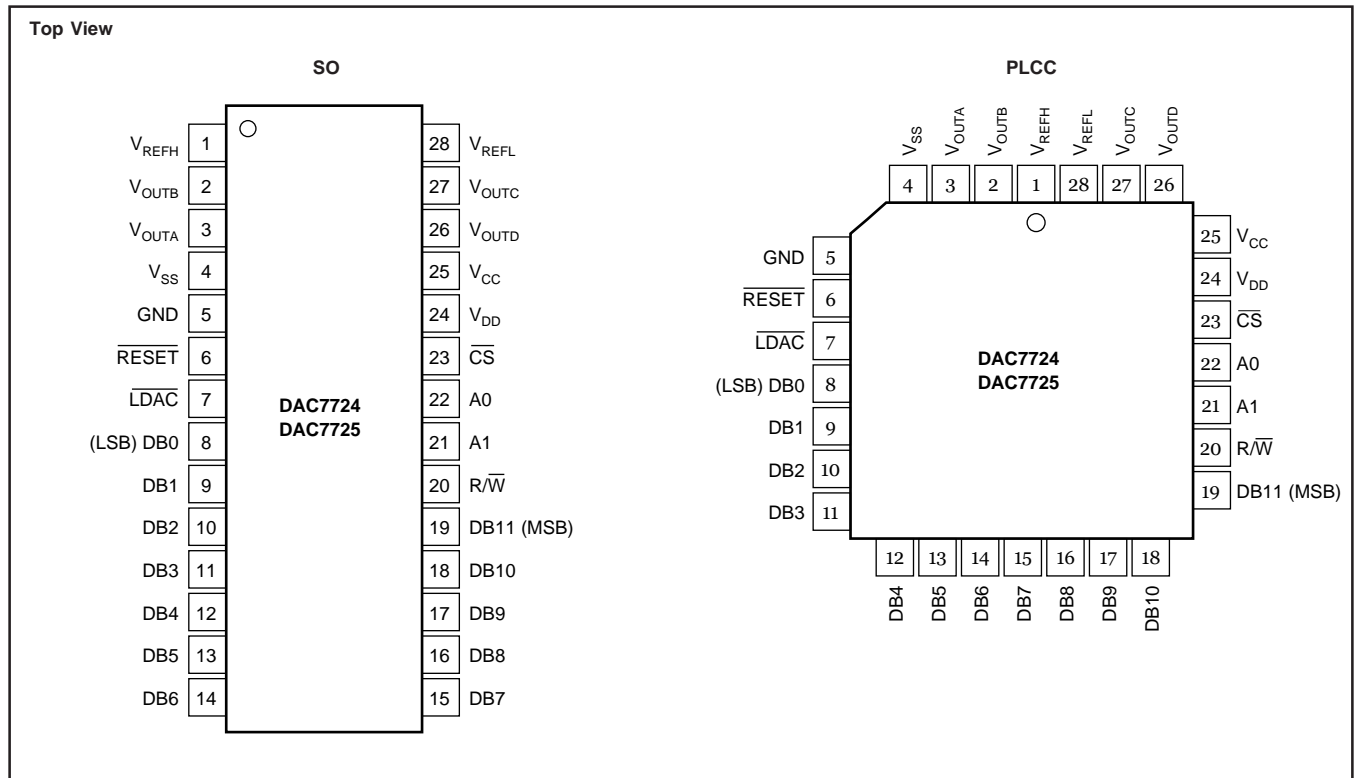 Top View
SO
V_REFH 1
V_OUTB 2
V_OUTA 3
V_SS 4
GND 5
R̅E̅S̅E̅T̅ 6
L̅D̅A̅C̅ 7
(LSB) DB0 8
DB1 9
DB2 10
DB3 11
DB4 12
DB5 13
DB6 14
DAC7724
DAC7725
28 V_REFL
27 V_OUTC
26 V_OUTD
25 V_CC
24 V_DD
23 C̅S̅
22 A0
21 A1
20 R/W̅
19 DB11 (MSB)
18 DB10
17 DB9
16 DB8
15 DB7
PLCC
V_SS V_OUTA V_OUTB V_REFH V_REFL V_OUTC V_OUTD
4 3 2 1 28 27 26
GND 5
R̅E̅S̅E̅T̅ 6
L̅D̅A̅C̅ 7
(LSB) DB0 8
DB1 9
DB2 10
DB3 11
DAC7724
DAC7725
25 V_CC
24 V_DD
23 C̅S̅
22 A0
21 A1
20 R/W̅
19 DB11 (MSB)
12 13 14 15 16 17 18
DB4 DB5 DB6 DB7 DB8 DB9 DB10